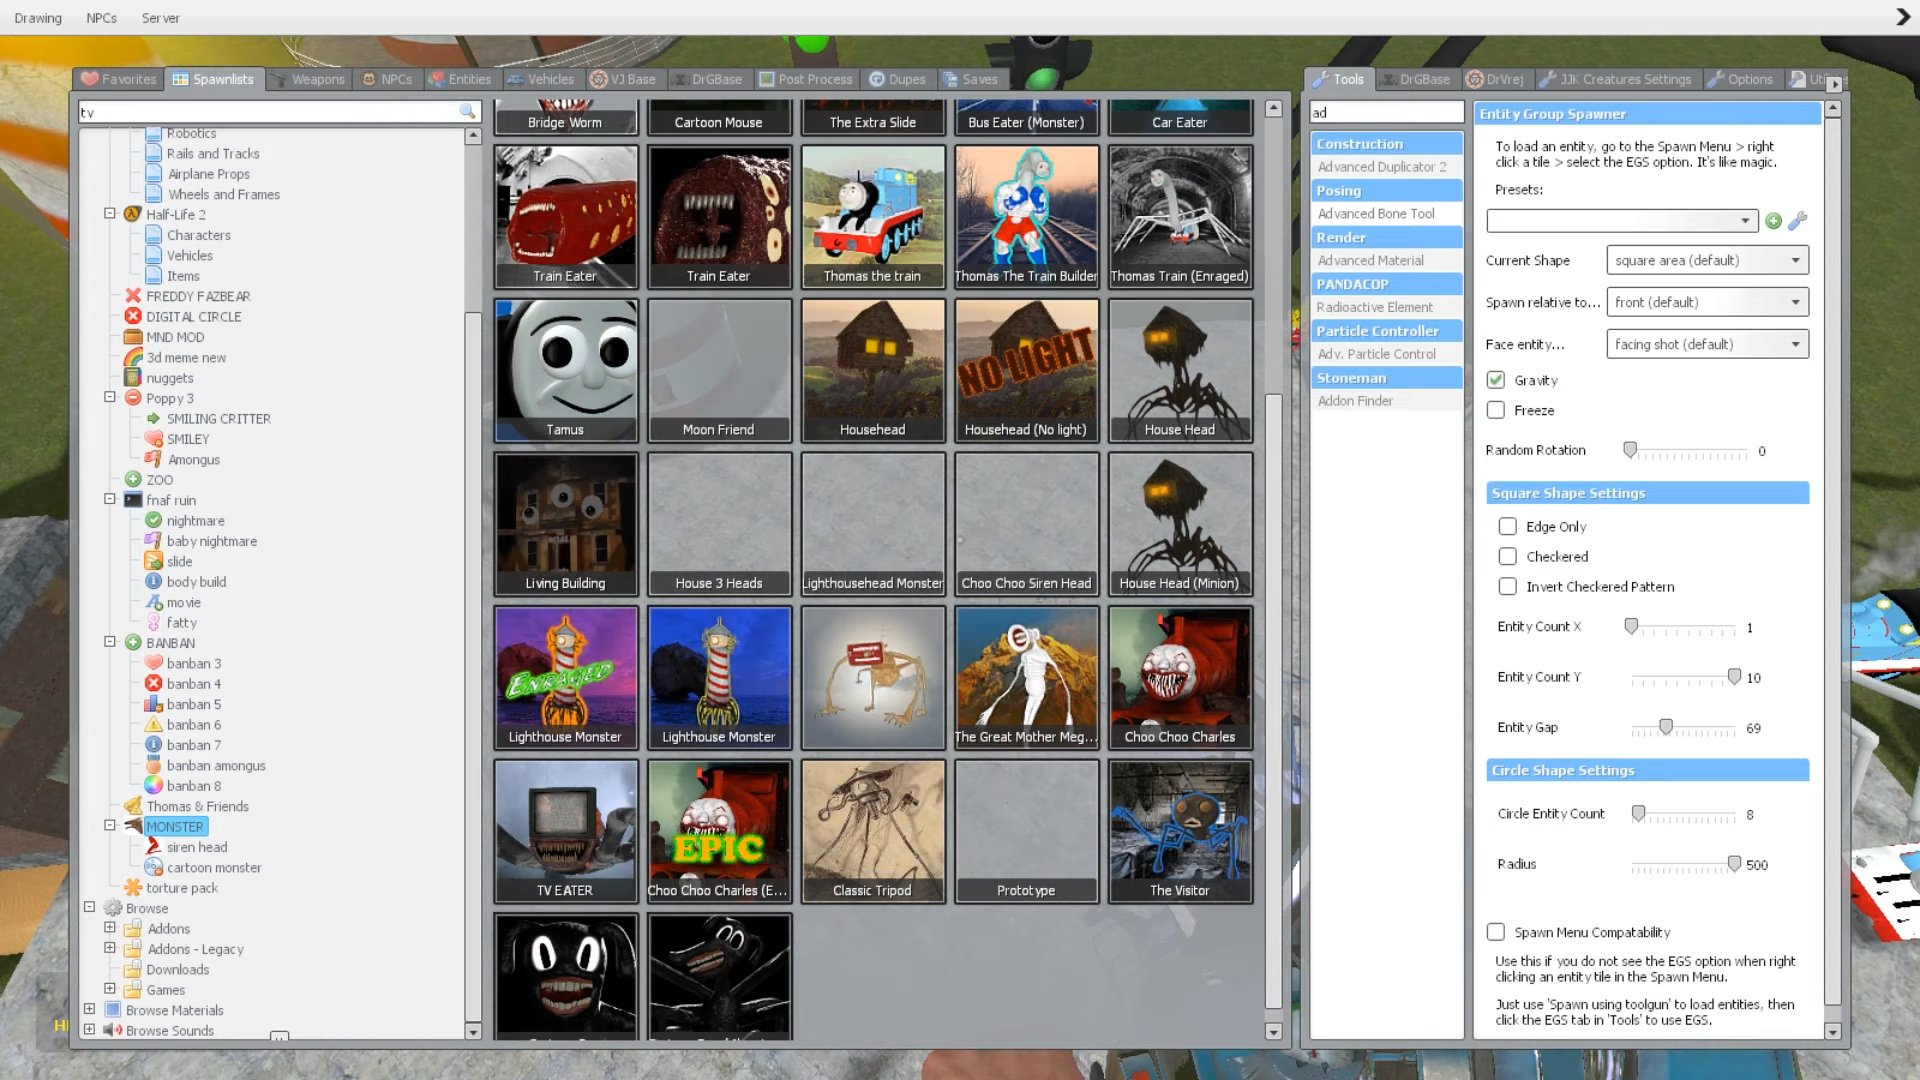 Drawing
NPCs
Server
Favorites
Spawnlists
Weapons
NPCs
Entities
Vehicles
VJ Base
DrGBase
Post Process
Dupes
Saves
tv
Robotics
Rails and Tracks
Airplane Props
Wheels and Frames
Half-Life 2
Characters
Vehicles
Items
FREDDY FAZBEAR
DIGITAL CIRCLE
MND MOD
3d meme new
nuggets
Poppy 3
SMILING CRITTER
SMILEY
Amongus
ZOO
fnaf ruin
nightmare
baby nightmare
slide
body build
movie
fatty
BANBAN
banban 3
banban 4
banban 5
banban 6
banban 7
banban amongus
banban 8
Thomas & Friends
MONSTER
siren head
cartoon monster
torture pack
Browse
Addons
Addons - Legacy
Downloads
Games
Browse Materials
Browse Sounds
Bridge Worm
Cartoon Mouse
The Extra Slide
Bus Eater (Monster)
Car Eater
Train Eater
Train Eater
Thomas the train
Thomas The Train Builder
Thomas Train (Enraged)
Tamus
Moon Friend
Househead
NO LIGHT
Househead (No light)
House Head
Living Building
House 3 Heads
Lighthousehead Monster
Choo Choo Siren Head
House Head (Minion)
ENRAGED
Lighthouse Monster
Lighthouse Monster
The Great Mother Meg...
Choo Choo Charles
TV EATER
EPIC
Choo Choo Charles (E...
Classic Tripod
Prototype
The Visitor
Tools
DrGBase
DrVrej
JJK Creatures Settings
Options
Uti
ad
Construction
Advanced Duplicator 2
Posing
Advanced Bone Tool
Render
Advanced Material
PANDACOP
Radioactive Element
Particle Controller
Adv. Particle Control
Stoneman
Addon Finder
Entity Group Spawner
To load an entity, go to the Spawn Menu > right
click a tile > select the EGS option. It's like magic.
Presets:
Current Shape
square area (default)
Spawn relative to...
front (default)
Face entity...
facing shot (default)
Gravity
Freeze
Random Rotation
0
Square Shape Settings
Edge Only
Checkered
Invert Checkered Pattern
Entity Count X
1
Entity Count Y
10
Entity Gap
69
Circle Shape Settings
Circle Entity Count
8
Radius
500
Spawn Menu Compatability
Use this if you do not see the EGS option when right
clicking an entity tile in the Spawn Menu.
Just use 'Spawn using toolgun' to load entities, then
click the EGS tab in 'Tools' to use EGS.